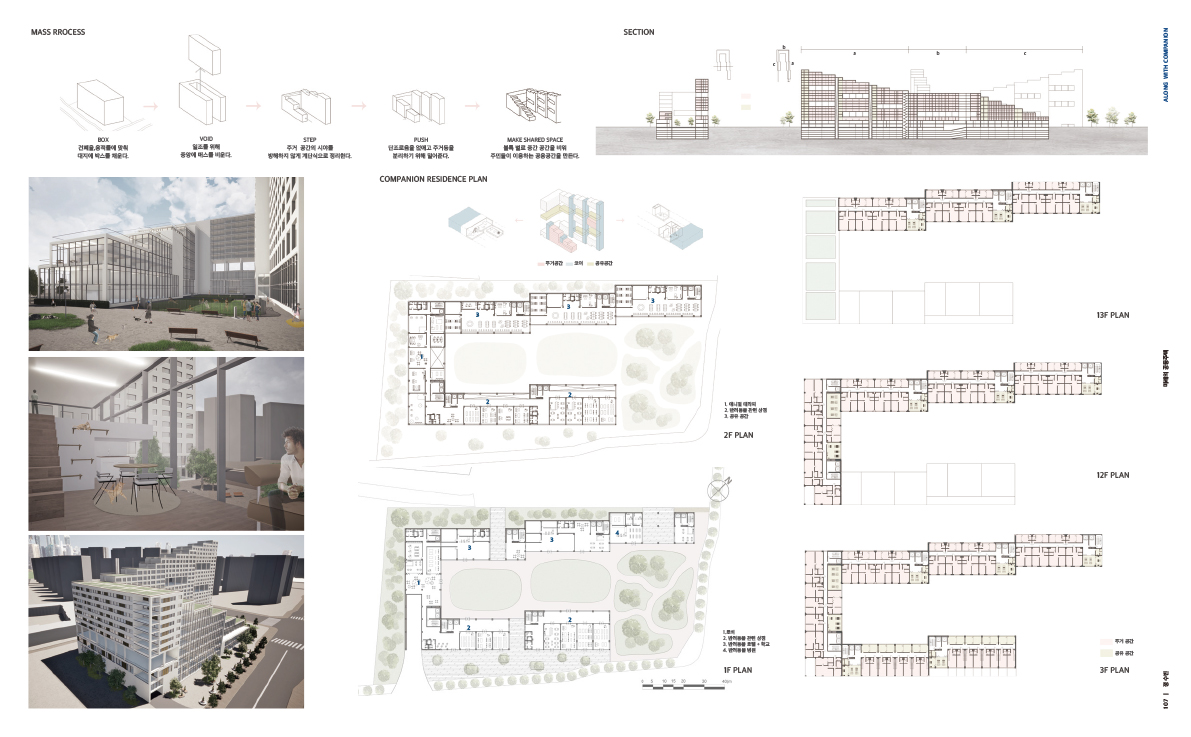 MASS RROCESS
BOX
건폐율,용적률에 맞춰
대지에 박스를 채운다.
VOID
일조를 위해
중앙에 매스를 비운다.
STEP
주거 공간의 시야를
방해하지 않게 계단식으로 정리한다.
PUSH
단조로움을 없애고 주거동을
분리하기 위해 밀어준다.
MAKE SHARED SPACE
블록 별로 중간 공간을 비워
주민들이 이용하는 공용공간을 만든다.
SECTION
b
c
a
a
b
c
ALONG WITH COMPANION
COMPANION RESIDENCE PLAN
주거공간
코어
공유공간
3
3
3
1
2
2
2. 반려동물 관련 상점
3. 공유 공간
2F PLAN
N
3
3
4
1
2
2
1.로비
2. 반려동물 관련 상점
3. 반려동물 호텔 + 학교
4. 반려동물 병원
1F PLAN
0 5 10 15 20 30 40m
13F PLAN
12F PLAN
주거 공간
공유 공간
3F PLAN
미래의 공동주택
107 |